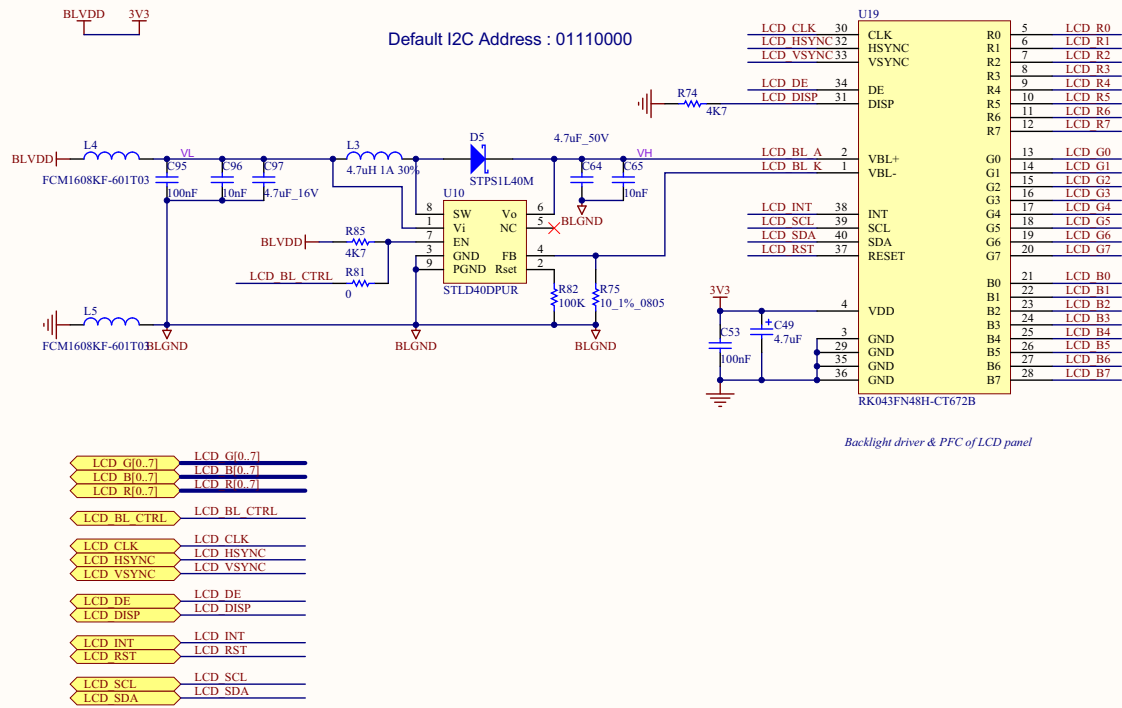 BLVDD 3V3
Default I2C Address : 01110000
U19
LCD_CLK 30 CLK R0 5 LCD_R0
LCD_HSYNC 32 HSYNC R1 6 LCD_R1
LCD_VSYNC 33 VSYNC R2 7 LCD_R2
R3 8 LCD_R3
LCD_DE 34 DE R4 9 LCD_R4
R74 4K7 LCD_DISP 31 DISP R5 10 LCD_R5
R6 11 LCD_R6
R7 12 LCD_R7
BLVDD L4 FCM1608KF-601T03
VL
C95 100nF
C96 10nF
C97 4.7uF_16V
L3 4.7uH 1A 30%
D5 STPS1L40M
4.7uF_50V
C64
C65 10nF
VH
BLGND
LCD_BL_A 2 VBL+ G0 13 LCD_G0
LCD_BL_K 1 VBL- G1 14 LCD_G1
G2 15 LCD_G2
G3 16 LCD_G3
LCD_INT 38 INT G4 17 LCD_G4
LCD_SCL 39 SCL G5 18 LCD_G5
LCD_SDA 40 SDA G6 19 LCD_G6
LCD_RST 37 RESET G7 20 LCD_G7
U10
8 SW Vo 6
1 Vi NC 5
7 EN
3 GND FB 4
9 PGND Rset 2
STLD40DPUR
BLVDD R85 4K7
LCD_BL_CTRL R81 0
R82 100K
R75 10_1%_0805
L5
FCM1608KF-601T03
BLGND
BLGND
BLGND
B0 21 LCD_B0
B1 22 LCD_B1
3V3 4 VDD B2 23 LCD_B2
B3 24 LCD_B3
C53 100nF
C49 + 4.7uF
3 GND B4 25 LCD_B4
29 GND B5 26 LCD_B5
35 GND B6 27 LCD_B6
36 GND B7 28 LCD_B7
RK043FN48H-CT672B
Backlight driver & PFC of LCD panel
LCD_G[0..7] LCD_G[0..7]
LCD_B[0..7] LCD_B[0..7]
LCD_R[0..7] LCD_R[0..7]
LCD_BL_CTRL LCD_BL_CTRL
LCD_CLK LCD_CLK
LCD_HSYNC LCD_HSYNC
LCD_VSYNC LCD_VSYNC
LCD_DE LCD_DE
LCD_DISP LCD_DISP
LCD_INT LCD_INT
LCD_RST LCD_RST
LCD_SCL LCD_SCL
LCD_SDA LCD_SDA